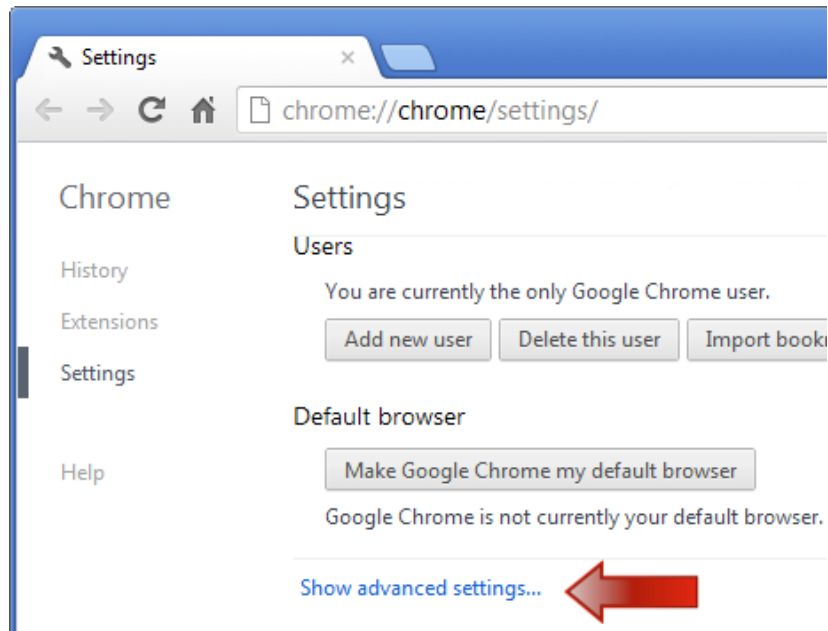 Settings
chrome://chrome/settings/
Chrome
Settings
History
Extensions
Settings
Help
Users
You are currently the only Google Chrome user.
Add new user
Delete this user
Import bookm
Default browser
Make Google Chrome my default browser
Google Chrome is not currently your default browser.
Show advanced settings...